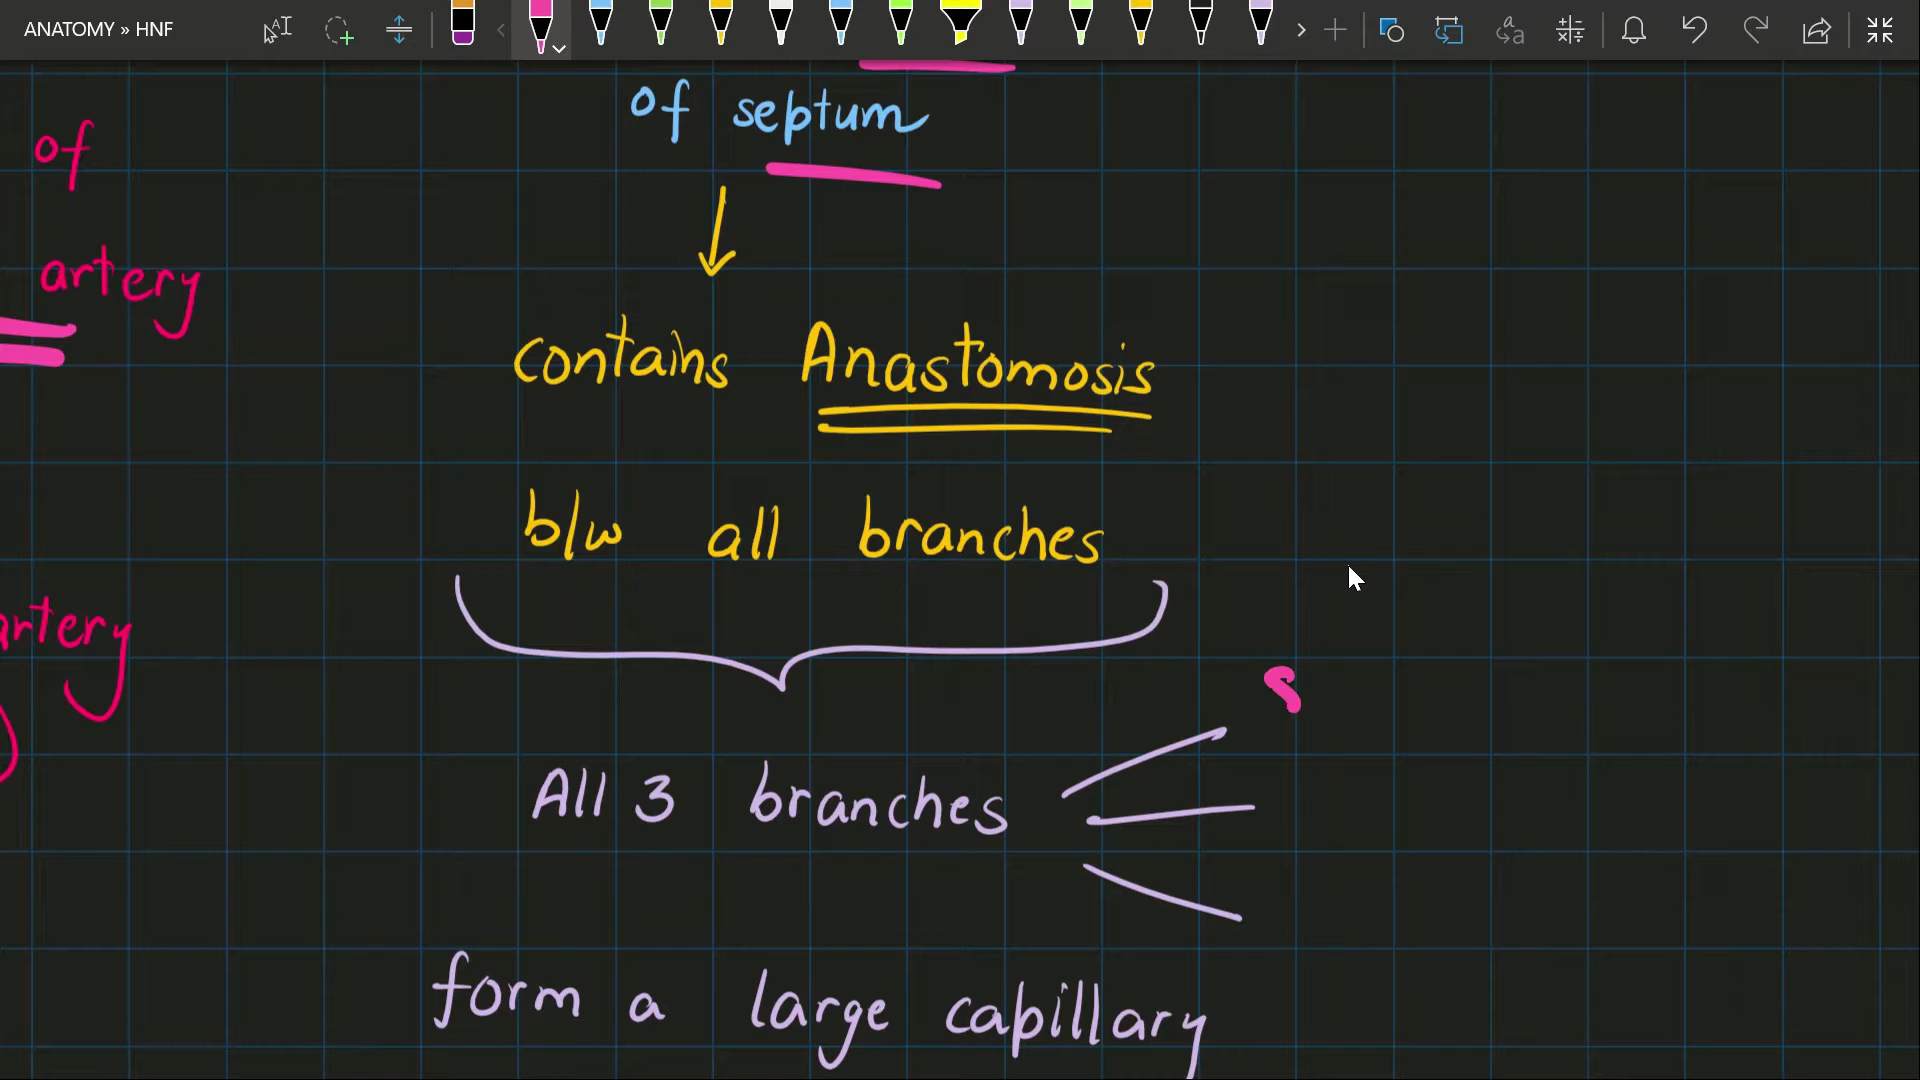 ANATOMY » HNF
of septum
of
artery
contains Anastomosis
b/w all branches
artery
s
All 3 branches
form a large capillary